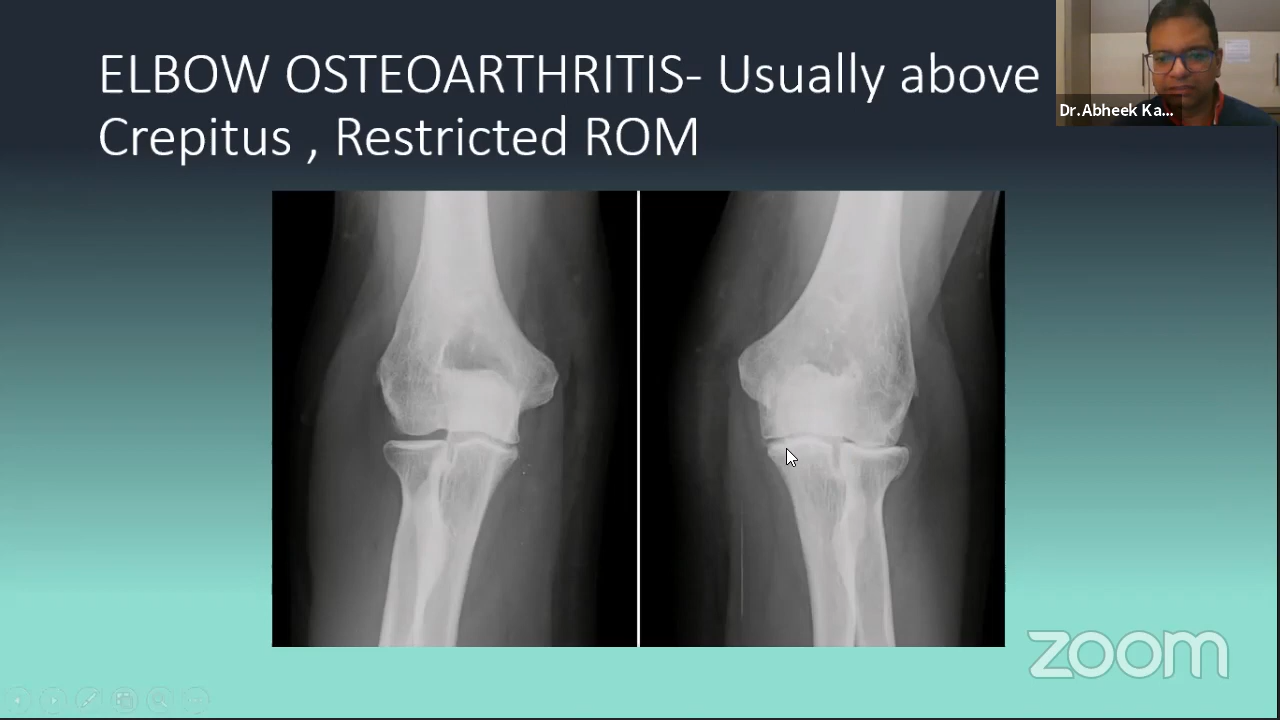 ELBOW OSTEOARTHRITIS- Usually above
Crepitus , Restricted ROM
Dr.Abheek Ka...
zoom